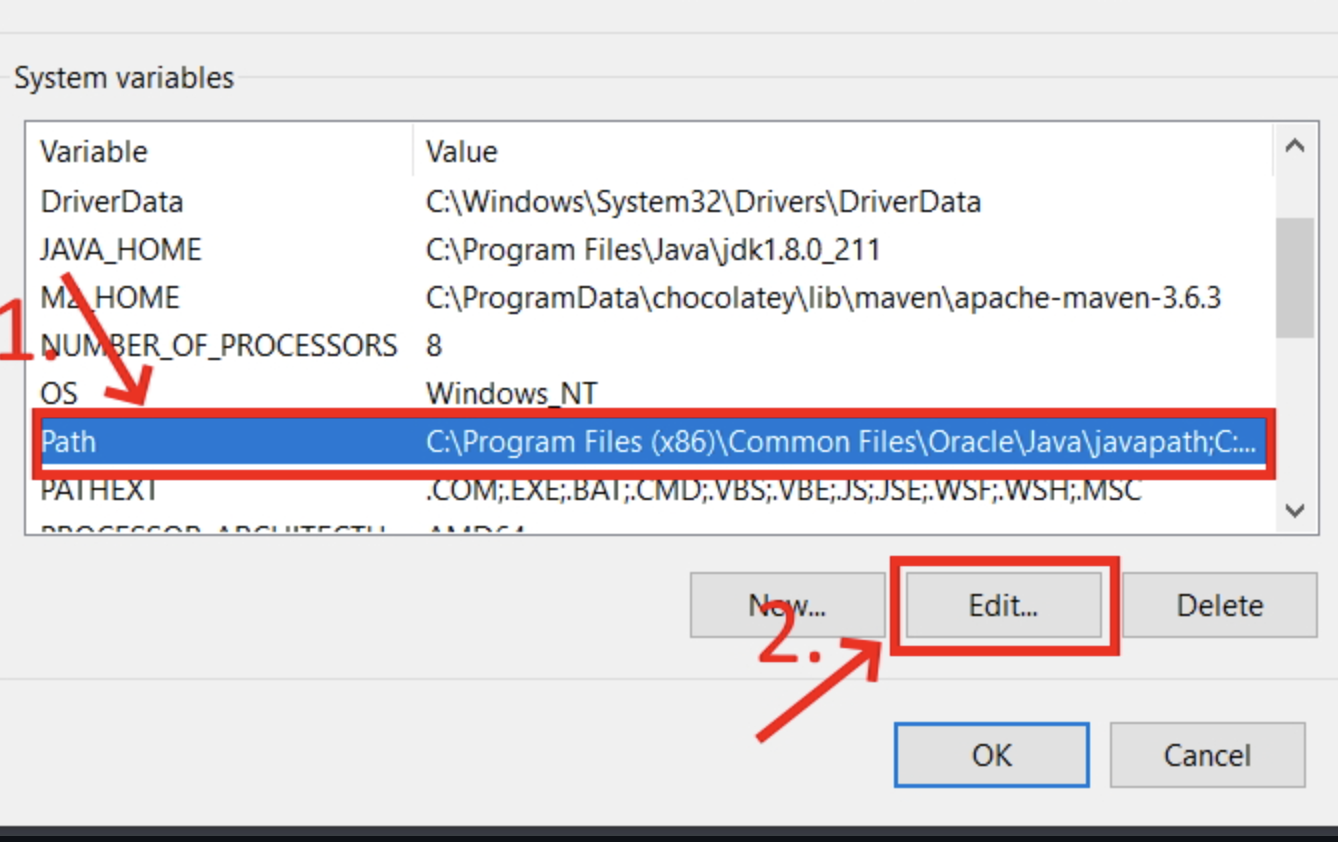 System variables
Variable Value
DriverData C:\Windows\System32\Drivers\DriverData
JAVA_HOME C:\Program Files\Java\jdk1.8.0_211
M2_HOME C:\ProgramData\chocolatey\lib\maven\apache-maven-3.6.3
1.
NUMBER_OF_PROCESSORS 8
OS Windows_NT
Path C:\Program Files (x86)\Common Files\Oracle\Java\javapath;C:...
PATHEXT .COM;.EXE;.BAT;.CMD;.VBS;.VBE;.JS;.JSE;.WSF;.WSH;.MSC
PROCESSOR_ARCHITECTU... AMD64
New... Edit... Delete
2.
OK Cancel